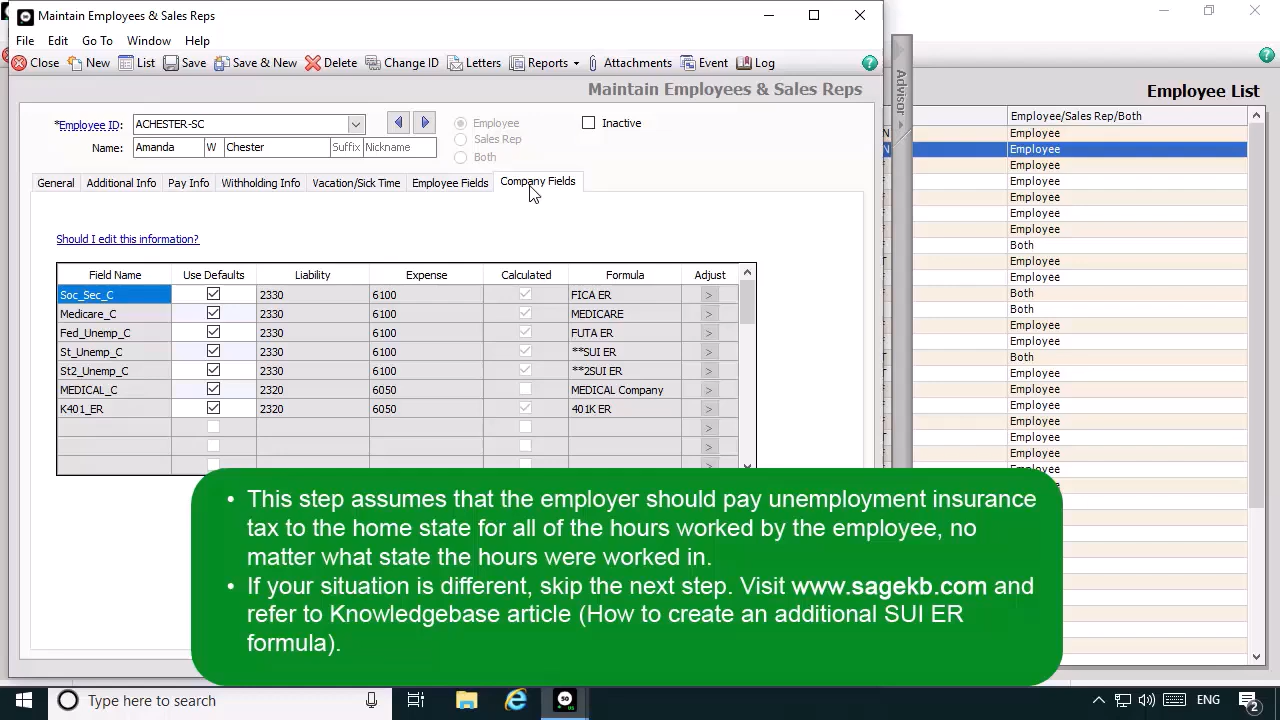 Maintain Employees & Sales Reps
File Edit Go To Window Help
Close New List Save Save & New Delete Change ID Letters Reports Attachments Event Log
Maintain Employees & Sales Reps
*Employee ID: ACHESTER-SC
Name: Amanda W Chester Suffix Nickname
Employee
Sales Rep
Both
Inactive
General Additional Info Pay Info Withholding Info Vacation/Sick Time Employee Fields Company Fields
Should I edit this information?
Field Name Use Defaults Liability Expense Calculated Formula Adjust
Soc_Sec_C 2330 6100 FICA ER >
Medicare_C 2330 6100 MEDICARE >
Fed_Unemp_C 2330 6100 FUTA ER >
St_Unemp_C 2330 6100 **SUI ER >
St2_Unemp_C 2330 6100 **2SUI ER >
MEDICAL_C 2320 6050 MEDICAL Company >
K401_ER 2320 6050 401K ER >
>
>
>
• This step assumes that the employer should pay unemployment insurance
tax to the home state for all of the hours worked by the employee, no
matter what state the hours were worked in.
• If your situation is different, skip the next step. Visit www.sagekb.com and
refer to Knowledgebase article (How to create an additional SUI ER
formula).
Advisor
Employee List
Employee/Sales Rep/Both
Employee
Employee
Employee
Employee
Employee
Employee
Employee
Both
Employee
Employee
Both
Both
Employee
Employee
Both
Employee
Employee
Employee
Employee
Employee
Employee
Employee
Type here to search
ENG
2